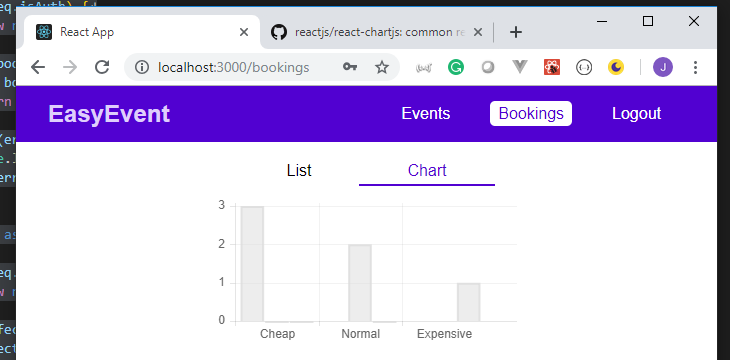 React App
reactjs/react-chartjs: common re
localhost:3000/bookings
J
EasyEvent
Events
Bookings
Logout
List
Chart
3
2
1
0
Cheap
Normal
Expensive